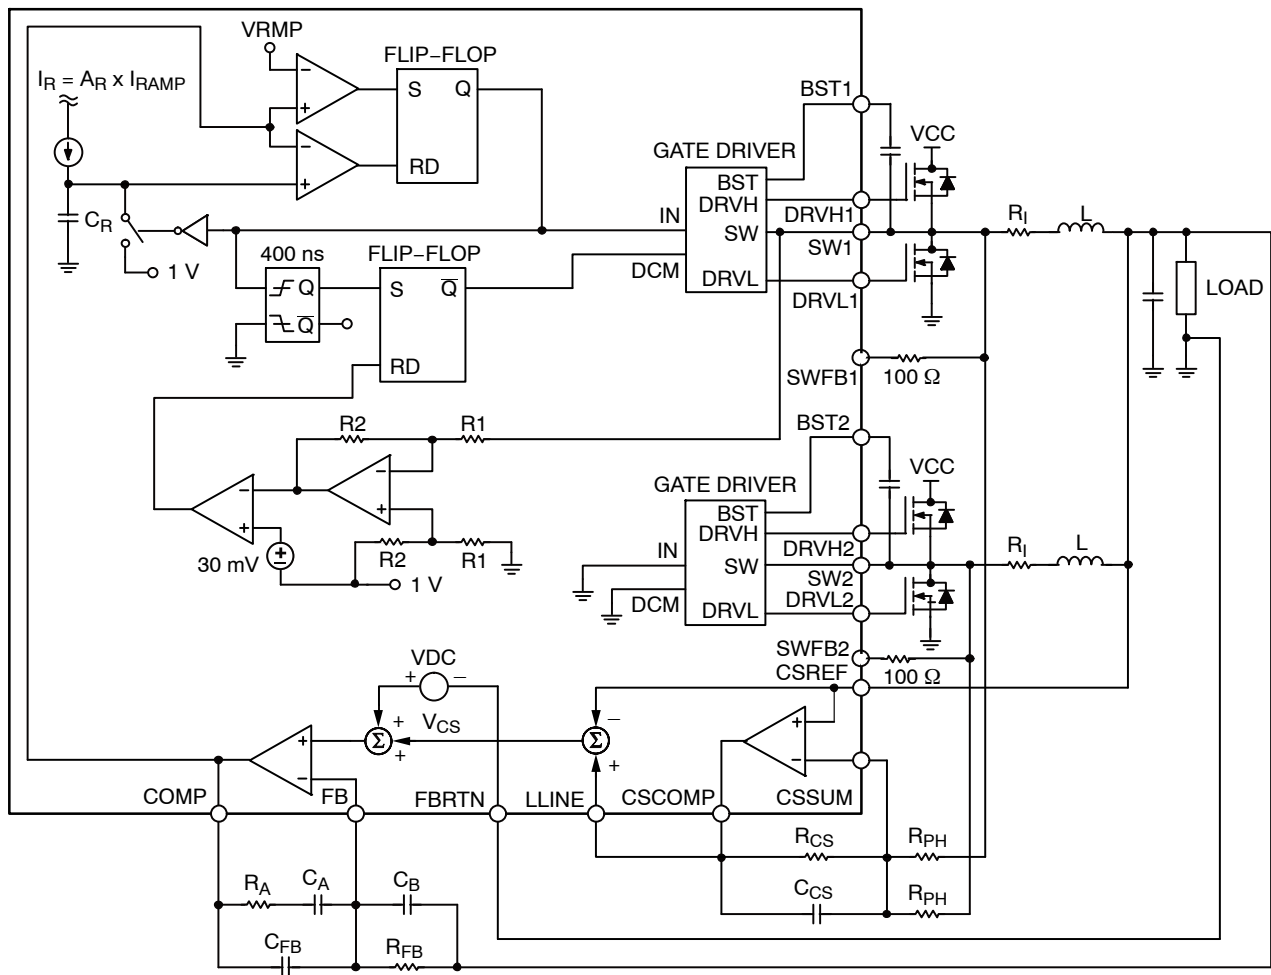 VRMP
FLIP–FLOP
I_R = A_R x I_RAMP
S Q
RD
BST1
VCC
GATE DRIVER
BST
DRVH
IN
DRVH1
R_I
L
C_R
SW
SW1
1 V
400 ns
FLIP–FLOP
Q
S Q̅
DCM
DRVL
DRVL1
LOAD
Q̅
RD
SWFB1
100 Ω
R2
R1
BST2
VCC
GATE DRIVER
BST
DRVH
DRVH2
IN
SW
SW2
R_I
L
30 mV
R2
R1
1 V
DCM
DRVL
DRVL2
SWFB2
100 Ω
CSREF
VDC
+ –
V_CS
Σ
Σ
COMP
FB
FBRTN
LLINE
CSCOMP
CSSUM
R_CS
R_PH
R_A
C_A
C_B
C_CS
R_PH
C_FB
R_FB